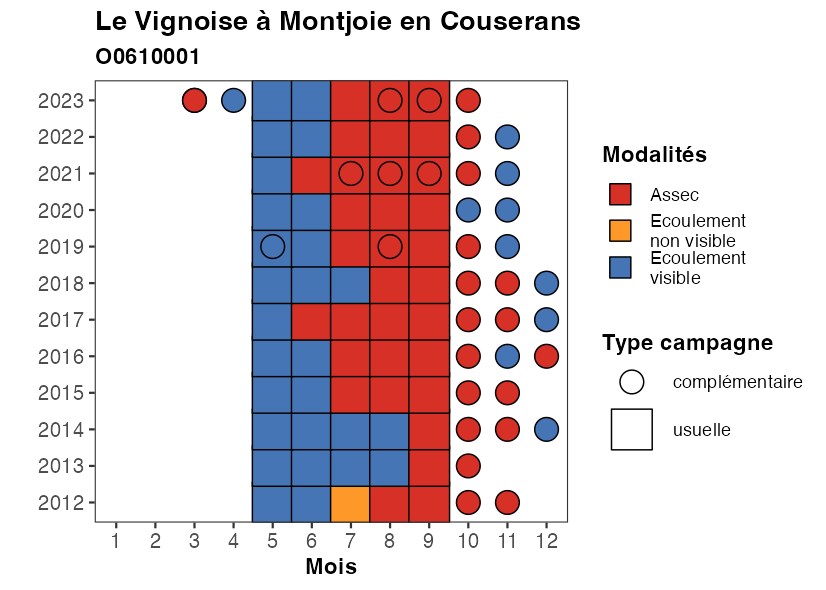 Le Vignoise à Montjoie en Couserans
O0610001
2023
2022
2021
2020
2019
2018
2017
2016
2015
2014
2013
2012
1 2 3 4 5 6 7 8 9 10 11 12
Mois
Modalités
Assec
Ecoulement
non visible
Ecoulement
visible
Type campagne
complémentaire
usuelle